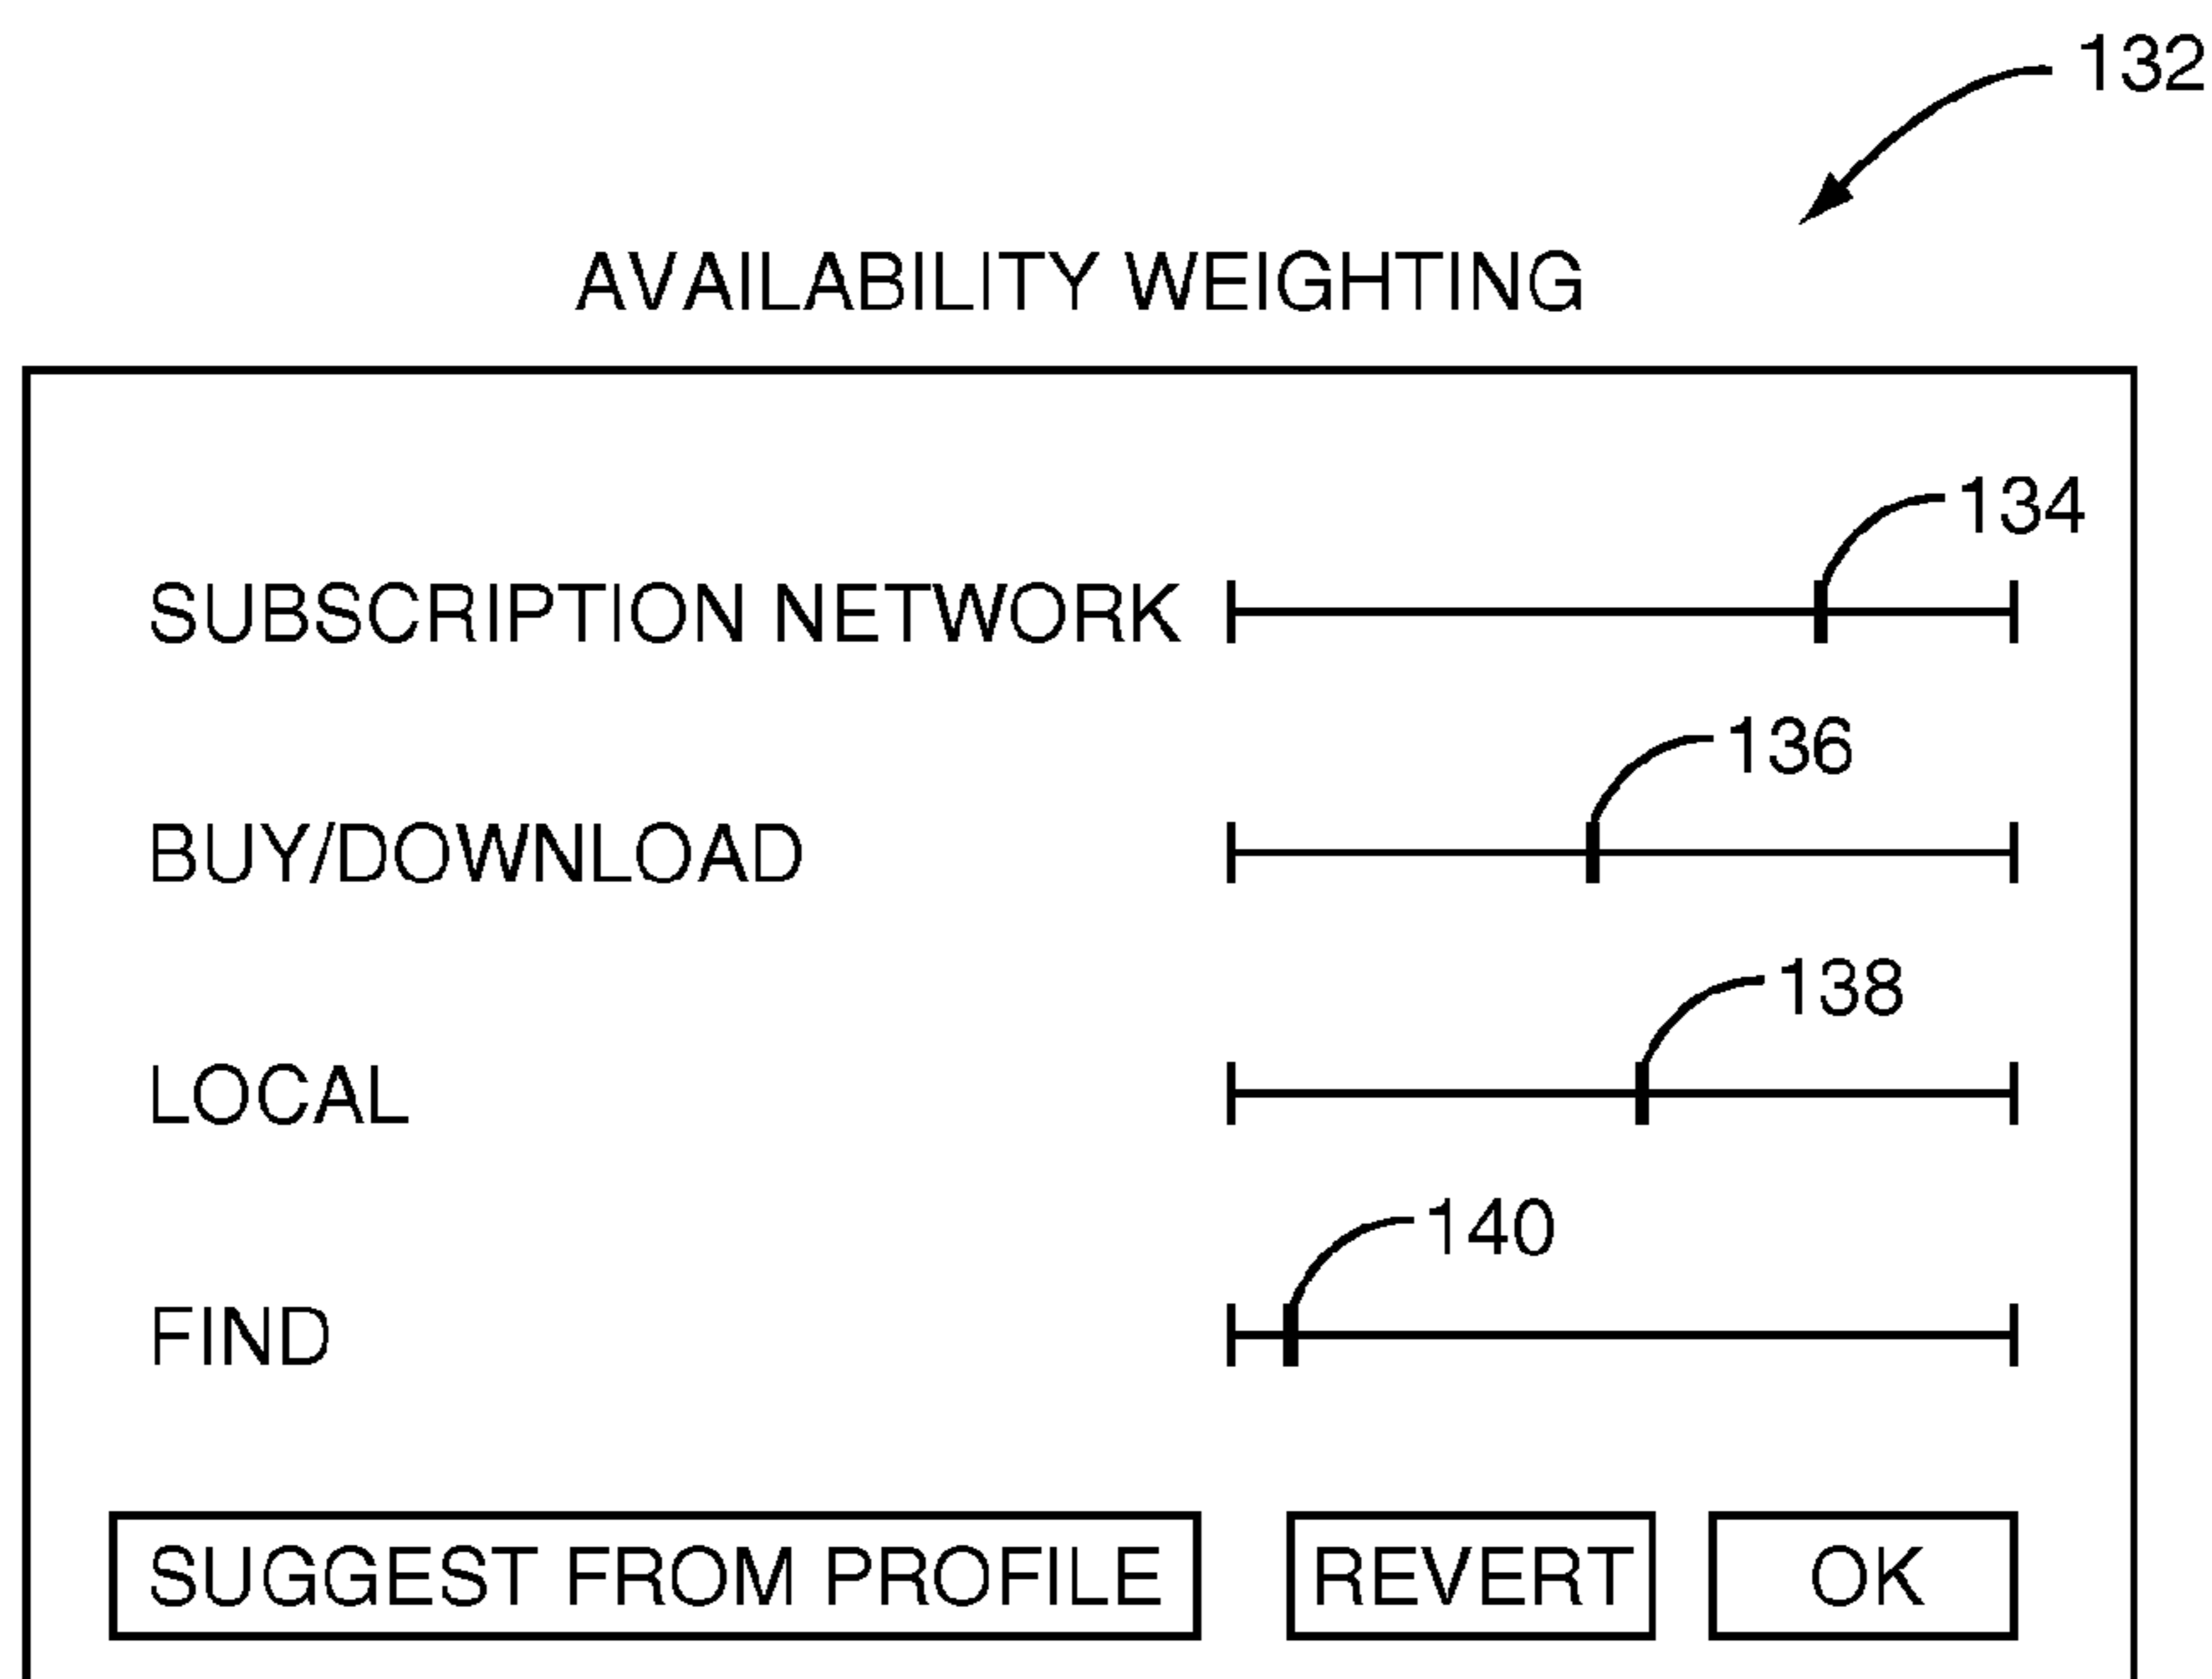 132
AVAILABILITY WEIGHTING
134
SUBSCRIPTION NETWORK
136
BUY/DOWNLOAD
138
LOCAL
140
FIND
SUGGEST FROM PROFILE REVERT OK